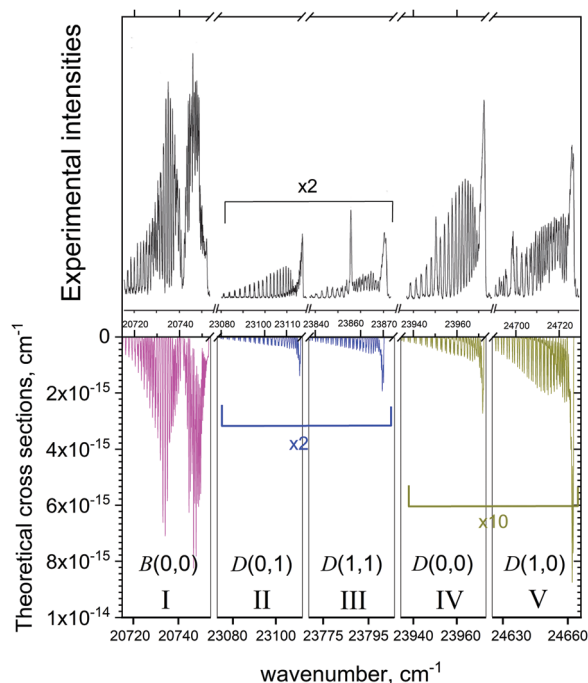 Experimental intensities
x2
20720 20740 23080 23100 23110 23840 23860 23870 23940 23960 24700 24720
Theoretical cross sections, cm⁻¹
0
2x10⁻¹⁵
4x10⁻¹⁵
6x10⁻¹⁵
8x10⁻¹⁵
1x10⁻¹⁴
x2
x10
B(0,0) D(0,1) D(1,1) D(0,0) D(1,0)
I II III IV V
20720 20740 23080 23100 23775 23795 23940 23960 24630 24660
wavenumber, cm⁻¹